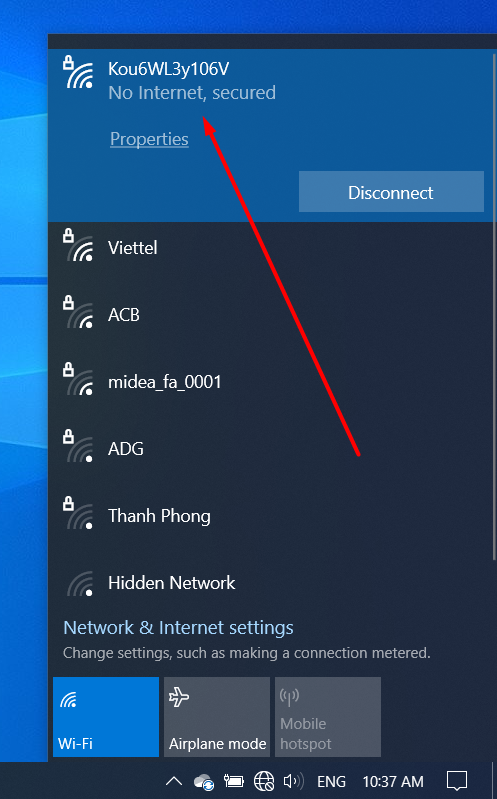 Kou6WL3y106V
No Internet, secured
Properties
Disconnect
Viettel
ACB
midea_fa_0001
ADG
Thanh Phong
Hidden Network
Network & Internet settings
Change settings, such as making a connection metered.
Wi-Fi
Airplane mode
Mobile
hotspot
ENG
10:37 AM